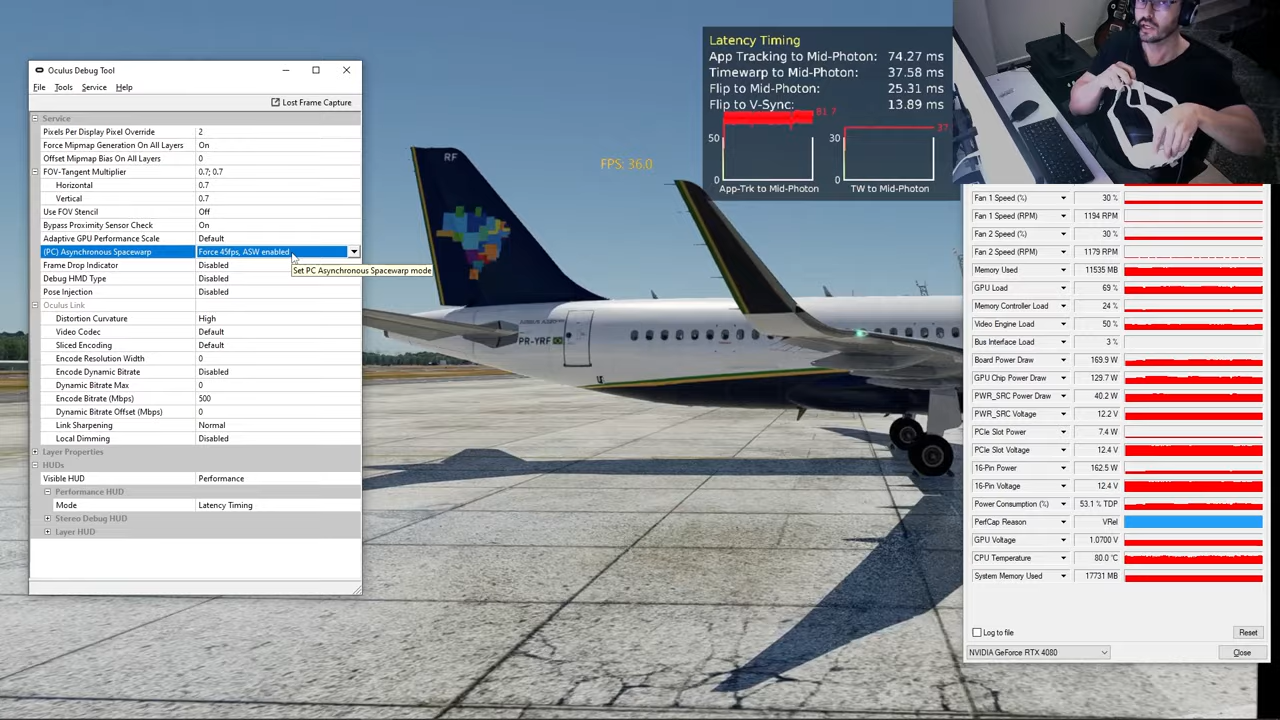 Oculus Debug Tool
File Tools Service Help
Lost Frame Capture
Service
Pixels Per Display Pixel Override 2
Force Mipmap Generation On All Layers On
Offset Mipmap Bias On All Layers 0
FOV-Tangent Multiplier 0.7; 0.7
Horizontal 0.7
Vertical 0.7
Use FOV Stencil Off
Bypass Proximity Sensor Check On
Adaptive GPU Performance Scale Default
(PC) Asynchronous Spacewarp Force 45fps, ASW enabled
Set PC Asynchronous Spacewarp mode
Frame Drop Indicator Disabled
Debug HMD Type Disabled
Pose Injection Disabled
Oculus Link
Distortion Curvature High
Video Codec Default
Sliced Encoding Default
Encode Resolution Width 0
Encode Dynamic Bitrate Disabled
Dynamic Bitrate Max 0
Encode Bitrate (Mbps) 500
Dynamic Bitrate Offset (Mbps) 0
Link Sharpening Normal
Local Dimming Disabled
Layer Properties
HUDs
Visible HUD Performance
Performance HUD
Mode Latency Timing
Stereo Debug HUD
Layer HUD
RF
FPS: 36.0
PR-YRF
Latency Timing
App Tracking to Mid-Photon: 74.27 ms
Timewarp to Mid-Photon: 37.58 ms
Flip to Mid-Photon: 25.31 ms
Flip to V-Sync: 13.89 ms
81.7
50
0
App-Trk to Mid-Photon
37
30
0
TW to Mid-Photon
Fan 1 Speed (%) 30 %
Fan 1 Speed (RPM) 1194 RPM
Fan 2 Speed (%) 30 %
Fan 2 Speed (RPM) 1179 RPM
Memory Used 11535 MB
GPU Load 69 %
Memory Controller Load 24 %
Video Engine Load 50 %
Bus Interface Load 3 %
Board Power Draw 169.9 W
GPU Chip Power Draw 129.7 W
PWR_SRC Power Draw 40.2 W
PWR_SRC Voltage 12.2 V
PCIe Slot Power 7.4 W
PCIe Slot Voltage 12.4 V
16-Pin Power 162.5 W
16-Pin Voltage 12.4 V
Power Consumption (%) 53.1 % TDP
PerfCap Reason VRel
GPU Voltage 1.0700 V
CPU Temperature 80.0 °C
System Memory Used 17731 MB
Log to file
Reset
NVIDIA GeForce RTX 4080
Close